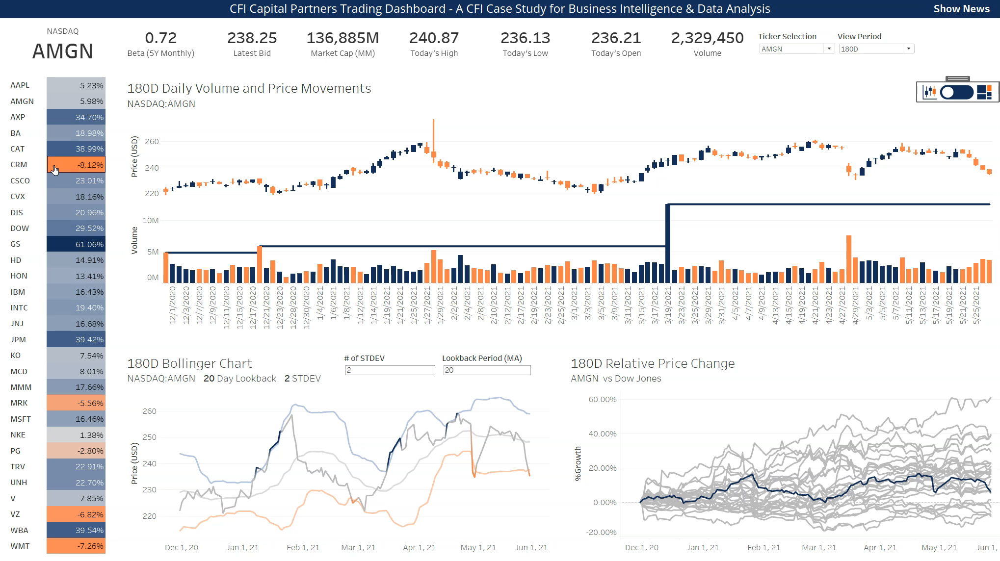 CFI Capital Partners Trading Dashboard - A CFI Case Study for Business Intelligence & Data Analysis
Show News
NASDAQ
AMGN
0.72
Beta (5Y Monthly)
238.25
Latest Bid
136,885M
Market Cap (MM)
240.87
Today's High
236.13
Today's Low
236.21
Today's Open
2,329,450
Volume
Ticker Selection
AMGN
View Period
180D
AAPL 5.23%
AMGN 5.98%
AXP 34.70%
BA 18.98%
CAT 38.99%
CRM -8.12%
CSCO 23.01%
CVX 18.16%
DIS 20.96%
DOW 29.52%
GS 61.06%
HD 14.91%
HON 13.41%
IBM 16.43%
INTC 19.40%
JNJ 16.68%
JPM 39.42%
KO 7.54%
MCD 8.01%
MMM 17.66%
MRK -5.56%
MSFT 16.46%
NKE 1.38%
PG -2.80%
TRV 22.91%
UNH 22.70%
V 7.85%
VZ -6.82%
WBA 39.54%
WMT -7.26%
180D Daily Volume and Price Movements
NASDAQ:AMGN
Price (USD)
260
240
220
Volume
10M
5M
0M
12/1/2020
12/3/2020
12/7/2020
12/9/2020
12/11/2020
12/15/2020
12/17/2020
12/21/2020
12/23/2020
12/28/2020
12/30/2020
1/4/2021
1/6/2021
1/8/2021
1/12/2021
1/14/2021
1/19/2021
1/21/2021
1/25/2021
1/27/2021
1/29/2021
2/2/2021
2/4/2021
2/8/2021
2/10/2021
2/12/2021
2/17/2021
2/19/2021
2/23/2021
2/25/2021
3/1/2021
3/3/2021
3/5/2021
3/9/2021
3/11/2021
3/15/2021
3/17/2021
3/19/2021
3/23/2021
3/25/2021
3/29/2021
3/31/2021
4/5/2021
4/7/2021
4/9/2021
4/13/2021
4/15/2021
4/19/2021
4/21/2021
4/23/2021
4/27/2021
4/29/2021
5/3/2021
5/5/2021
5/7/2021
5/11/2021
5/13/2021
5/17/2021
5/19/2021
5/21/2021
5/25/2021
180D Bollinger Chart
NASDAQ:AMGN 20 Day Lookback 2 STDEV
# of STDEV
2
Lookback Period (MA)
20
Price (USD)
260
250
240
230
220
Dec 1, 20
Jan 1, 21
Feb 1, 21
Mar 1, 21
Apr 1, 21
May 1, 21
Jun 1, 21
180D Relative Price Change
AMGN vs Dow Jones
%Growth
60.00%
40.00%
20.00%
0.00%
-20.00%
Dec 1, 20
Jan 1, 21
Feb 1, 21
Mar 1, 21
Apr 1, 21
May 1, 21
Jun 1,